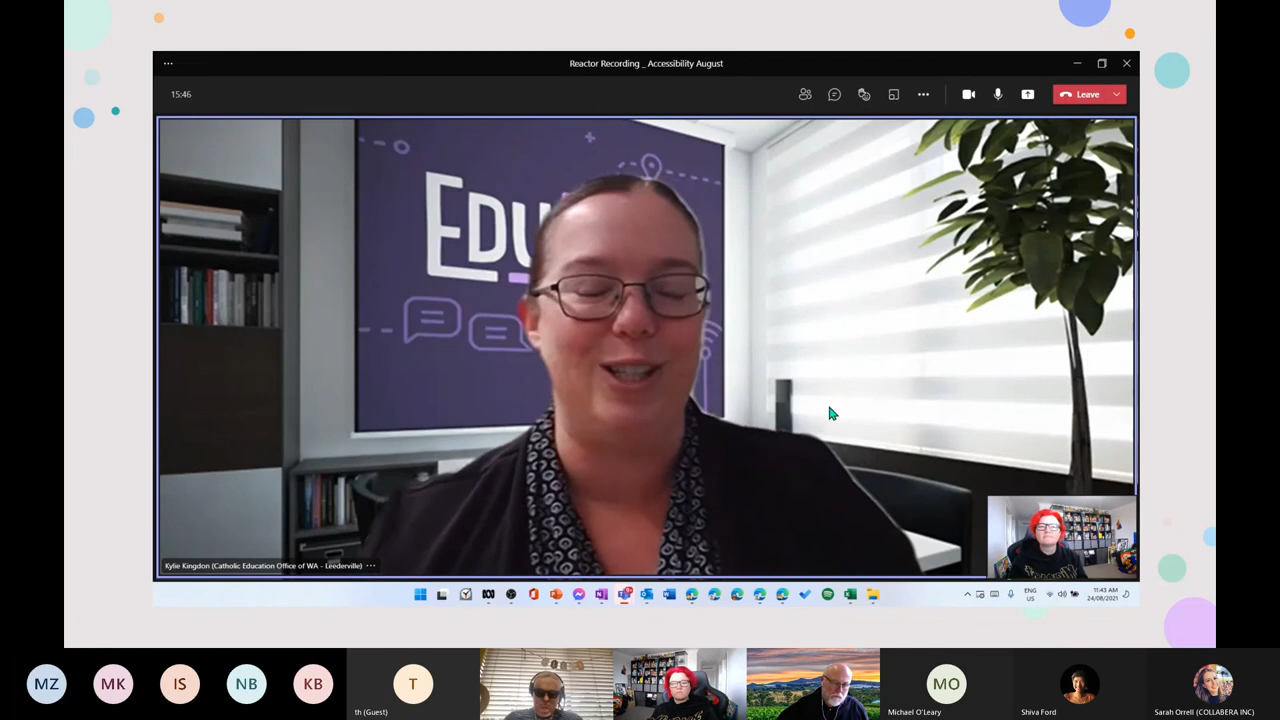 Reactor Recording _ Accessibility August
15:46
Leave
EDU
Kylie Kingdon (Catholic Education Office of WA - Leederville)
ENG
US
11:43 AM
24/08/2021
MZ
MK
IS
NB
KB
T
th (Guest)
MO
Michael O'Leary
Shiva Ford
Sarah Orrell (COLLABERA INC)